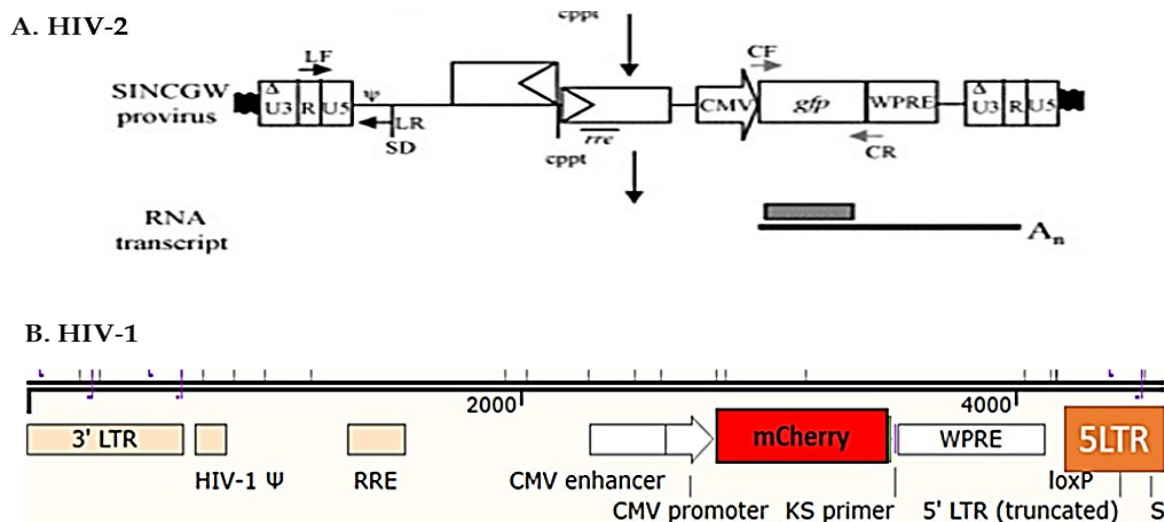 A. HIV-2
cppt
LF
CF
SINCGW
provirus
Δ
U3 R U5
Ψ
CMV
gfp
WPRE
Δ
U3 R U5
LR
SD
rre
cppt
CR
RNA
transcript
An
B. HIV-1
2000
4000
3' LTR
mCherry
WPRE
5LTR
HIV-1 Ψ
RRE
CMV enhancer
loxP
CMV promoter
KS primer
5' LTR (truncated)
S